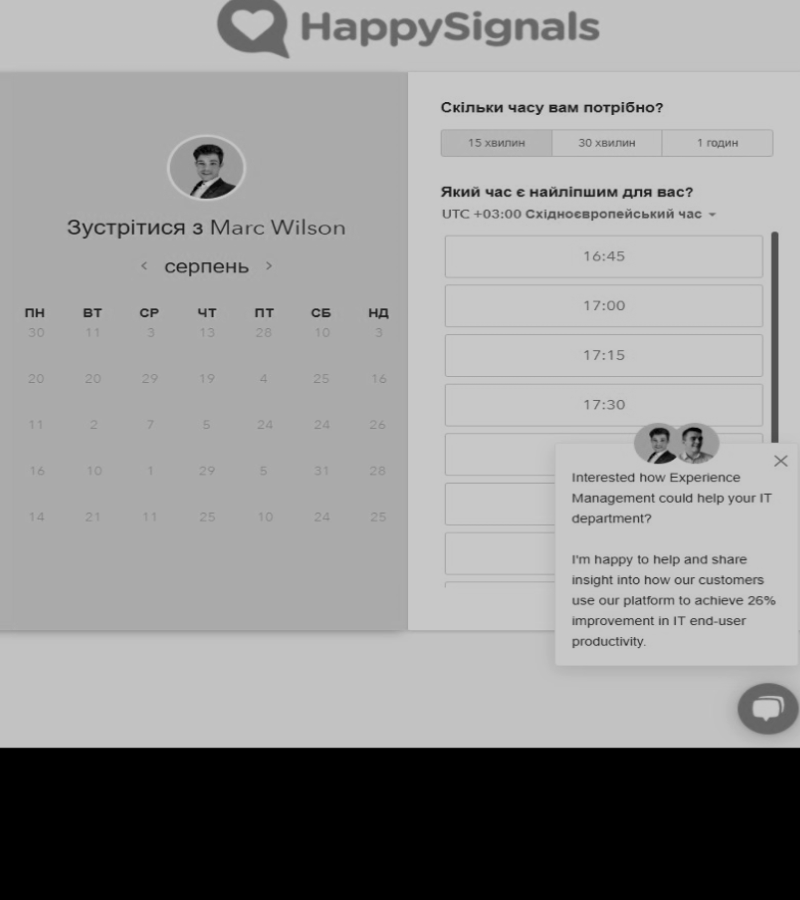 HappySignals
Зустрітися з Marc Wilson
серпень
ПН ВТ СР ЧТ ПТ СБ НД
30 11 3 13 28 10 3
20 20 29 19 4 25 16
11 2 7 5 24 24 26
16 10 1 29 5 31 28
14 21 11 25 10 24 25
Скільки часу вам потрібно?
15 хвилин 30 хвилин 1 годин
Який час є найліпшим для вас?
UTC +03:00 Східноєвропейський час
16:45
17:00
17:15
17:30
Interested how Experience
Management could help your IT
department?
I'm happy to help and share
insight into how our customers
use our platform to achieve 26%
improvement in IT end-user
productivity.